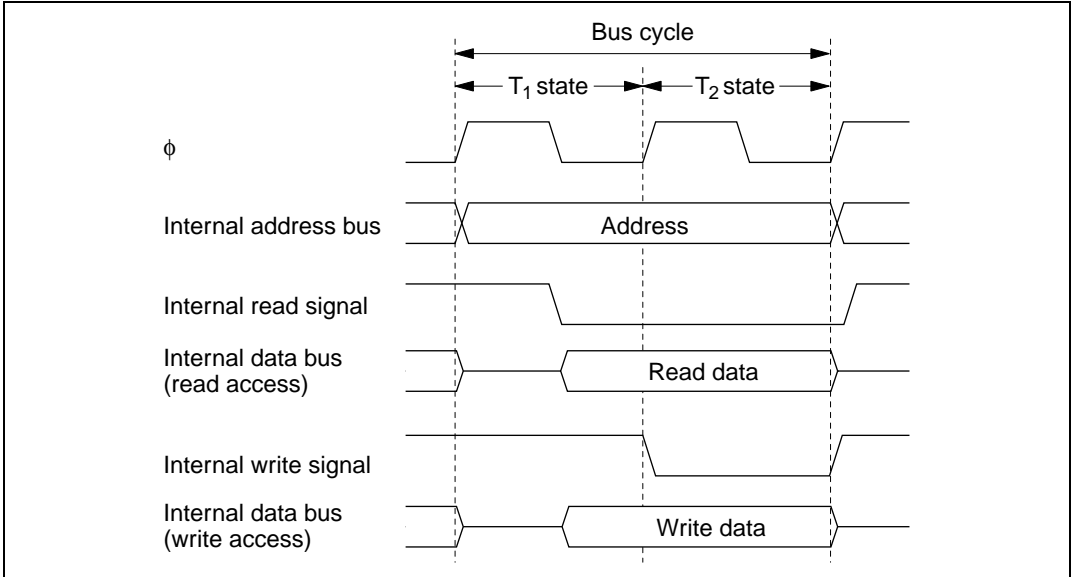 Bus cycle
T₁ state
T₂ state
ϕ
Internal address bus
Address
Internal read signal
Internal data bus
(read access)
Read data
Internal write signal
Internal data bus
(write access)
Write data